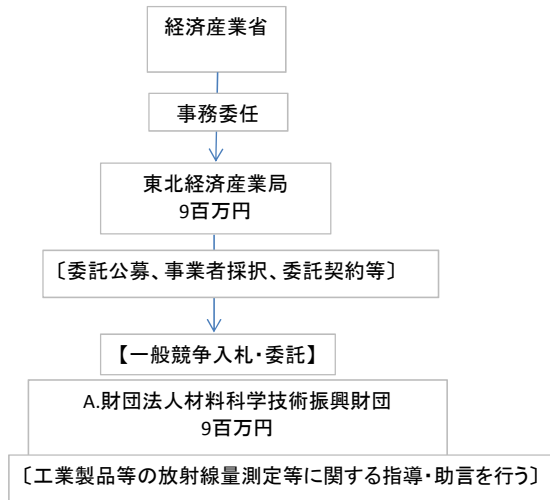 経済産業省
事務委任
東北経済産業局
9百万円
〔委託公募、事業者採択、委託契約等〕
【一般競争入札・委託】
A.財団法人材料科学技術振興財団
9百万円
〔工業製品等の放射線量測定等に関する指導・助言を行う〕